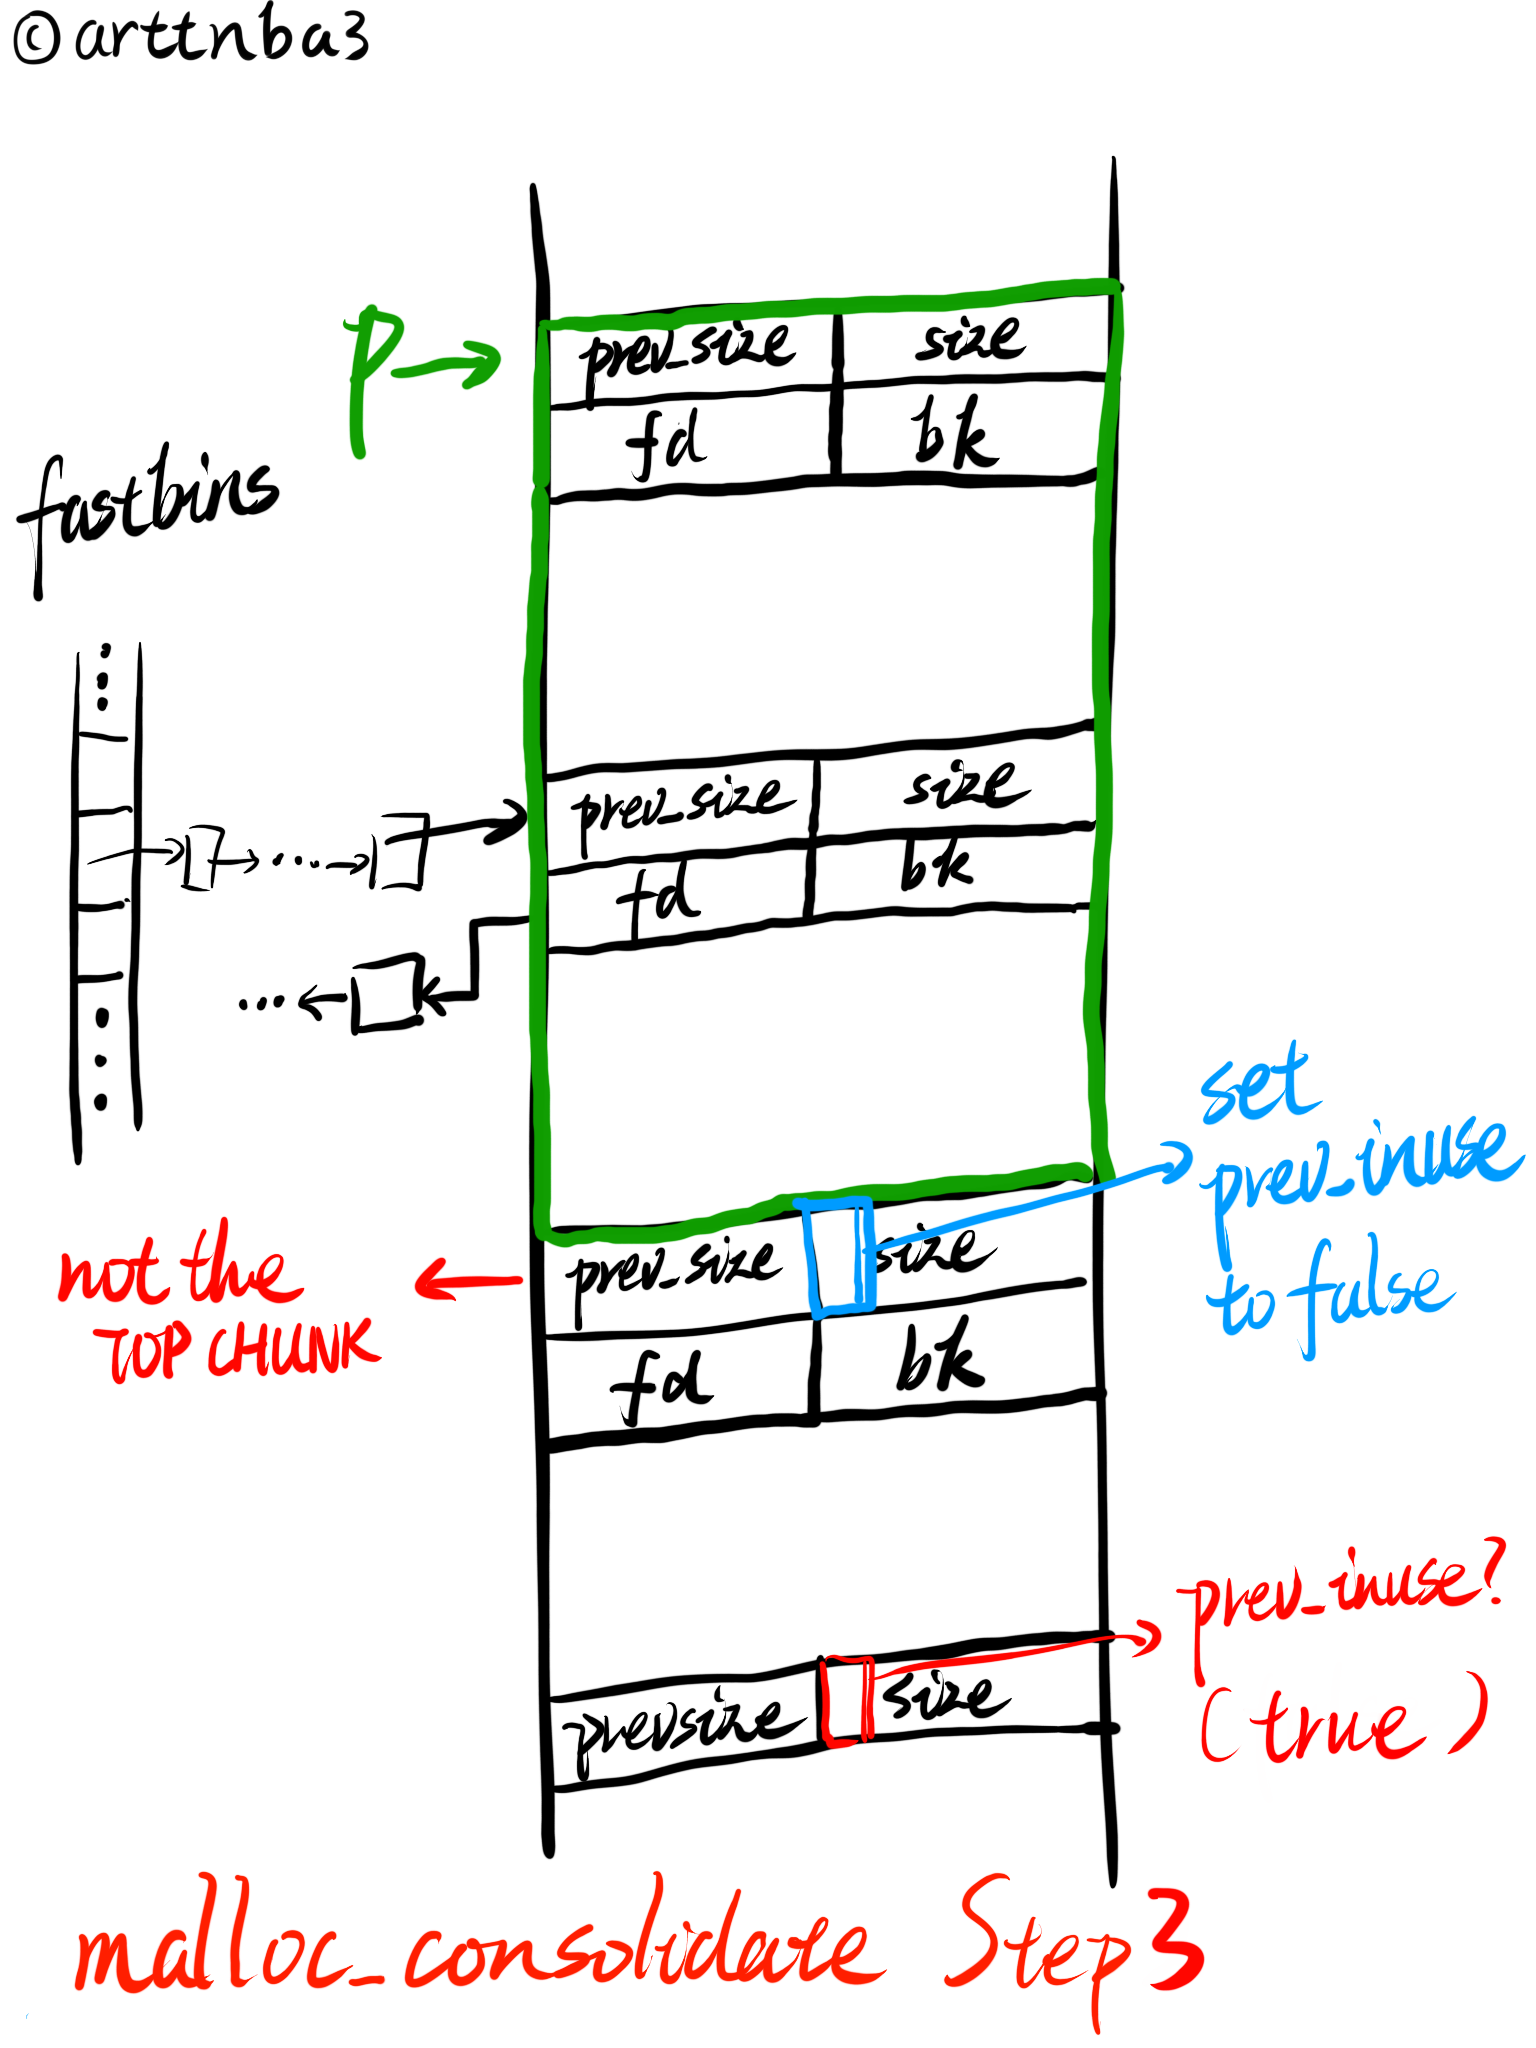 ©arttnba3
P
prev_size size
fd bk
fastbins
prev_size size
fd bk
set
prev_inuse
to false
not the
TOP CHUNK
prev_size size
fd bk
prev_inuse?
(true)
prevsize size
malloc_consolidate Step3